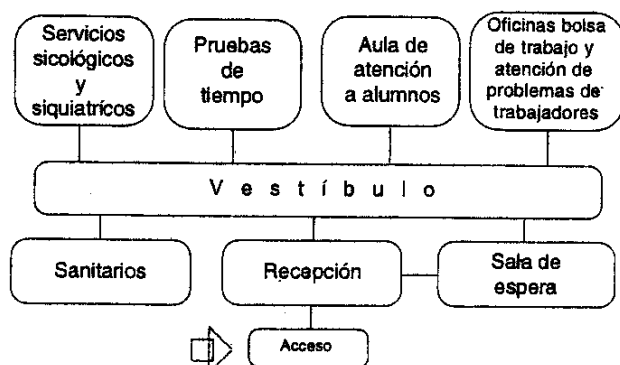 Servicios
sicológicos
y
siquiatrícos
Pruebas
de
tiempo
Aula de
atención
a alumnos
Oficinas bolsa
de trabajo y
atención de
problemas de
trabajadores
Vestíbulo
Sanitarios
Recepción
Sala de
espera
Acceso